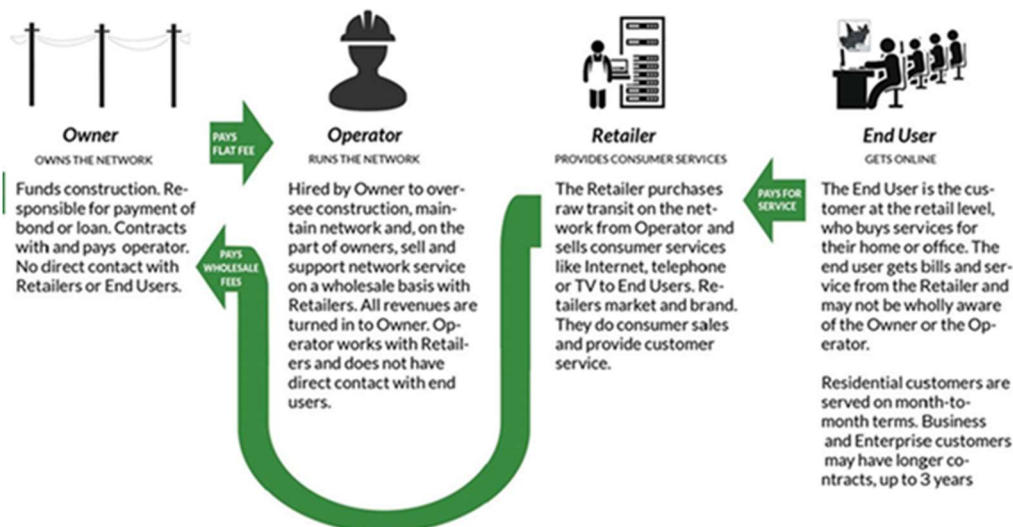 Owner
OWNS THE NETWORK
Funds construction. Re-
sponsible for payment of
bond or loan. Contracts
with and pays operator.
No direct contact with
Retailers or End Users.
PAYS
FLAT FEE
PAYS
WHOLESALE
FEES
Operator
RUNS THE NETWORK
Hired by Owner to over-
see construction, main-
tain network and, on the
part of owners, sell and
support network service
on a wholesale basis with
Retailers. All revenues are
turned in to Owner. Op-
erator works with Retail-
ers and does not have
direct contact with end
users.
Retailer
PROVIDES CONSUMER SERVICES
The Retailer purchases
raw transit on the net-
work from Operator and
sells consumer services
like Internet, telephone
or TV to End Users. Re-
tailers market and brand.
They do consumer sales
and provide customer
service.
PAYS FOR
SERVICE
End User
GETS ONLINE
The End User is the cus-
tomer at the retail level,
who buys services for
their home or office. The
end user gets bills and ser-
vice from the Retailer and
may not be wholly aware
of the Owner or the Op-
erator.
Residential customers are
served on month-to-
month terms. Business
and Enterprise customers
may have longer co-
ntracts, up to 3 years